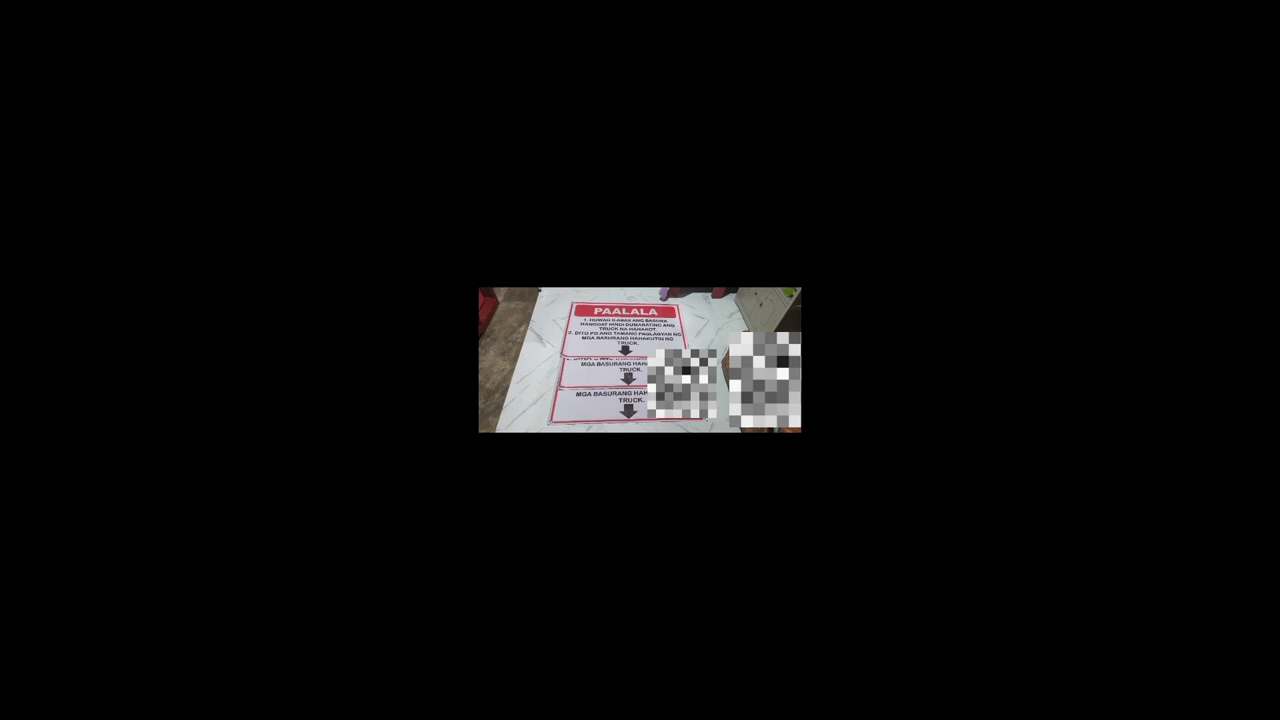 PAALALA
1. HUWAG ILABAS ANG BASURA
HANGGAT HINDI DUMARATING ANG
TRUCK NA HAHAKOT.
2. DITO PO ANG TAMANG PAGLAGYAN NG
MGA BASURANG HAHAKUTIN NG
TRUCK.
MGA BASURANG
TRUCK.
MGA BASURANG
TRUCK.